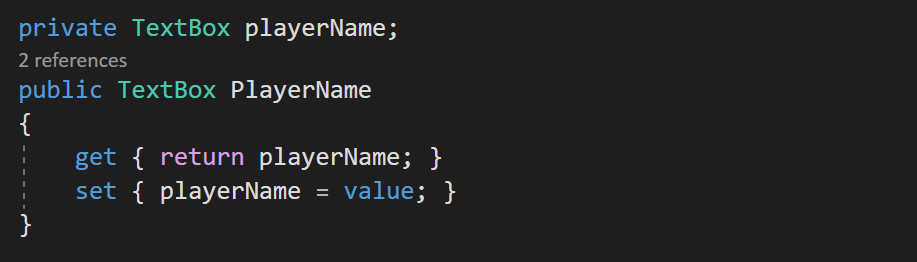 private TextBox playerName;
2 references
public TextBox PlayerName
{
get { return playerName; }
set { playerName = value; }
}